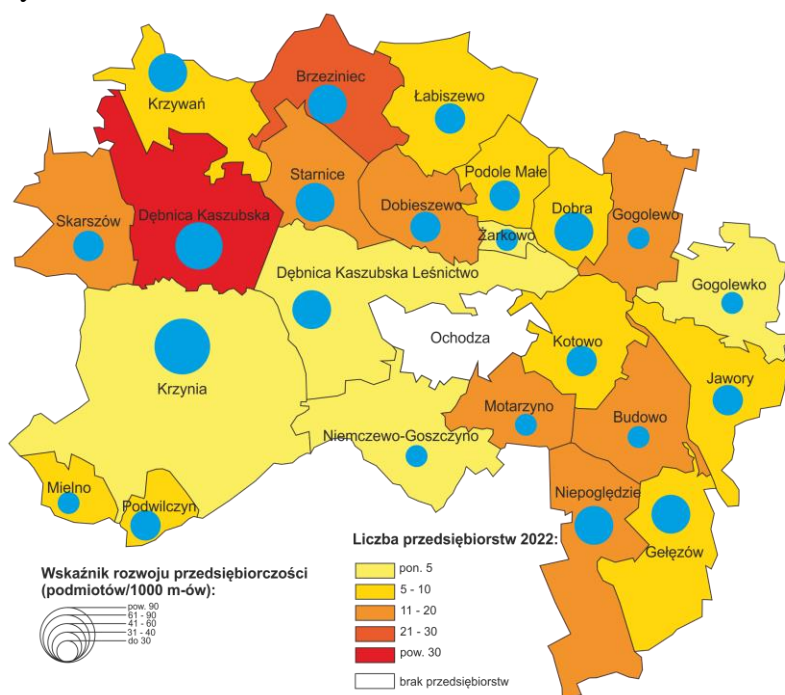 Krzywań
Brzeziniec
Łabiszewo
Starnice
Podole Małe
Skarszów
Dębnica Kaszubska
Dobieszewo
Dobra
Gogolewo
Żarkowo
Dębnica Kaszubska Leśnictwo
Gogolewko
Ochodza
Kotowo
Krzynia
Jawory
Motarzyno
Budowo
Niemczewo-Goszczyno
Mielno
Podwilczyn
Niepoględzie
Gełęzów
Wskaźnik rozwoju przedsiębiorczości
(podmiotów/1000 m-ów):
pow. 90
61 - 90
41 - 60
31 - 40
do 30
Liczba przedsiębiorstw 2022:
pon. 5
5 - 10
11 - 20
21 - 30
pow. 30
brak przedsiębiorstw